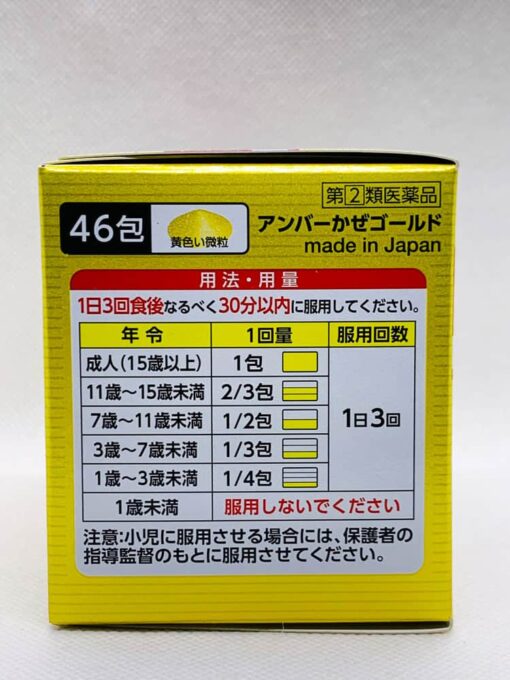 指②類医薬品
46包
黄色い微粒
アンバーかぜゴールド
made in Japan
用法・用量
1日3回食後なるべく30分以内に服用してください。
年令 1回量 服用回数
成人(15歳以上) 1包
11歳〜15歳未満 2/3包
7歳〜11歳未満 1/2包
1日3回
3歳〜7歳未満 1/3包
1歳〜3歳未満 1/4包
1歳未満 服用しないでください
注意:小児に服用させる場合には、保護者の
指導監督のもとに服用させてください。